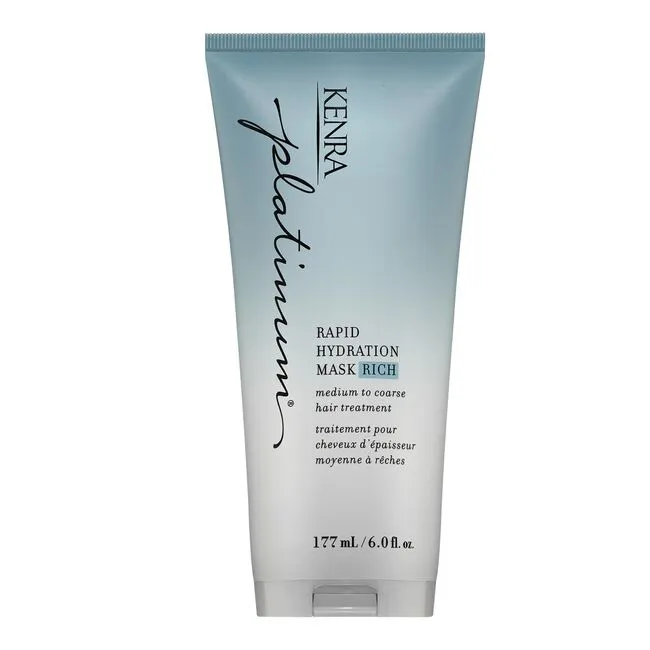 KENRA
platinum®
RAPID
HYDRATION
MASK RICH
medium to coarse
hair treatment
traitement pour
cheveux d'épaisseur
moyenne à rêches
177 mL/6.0 fl. oz.